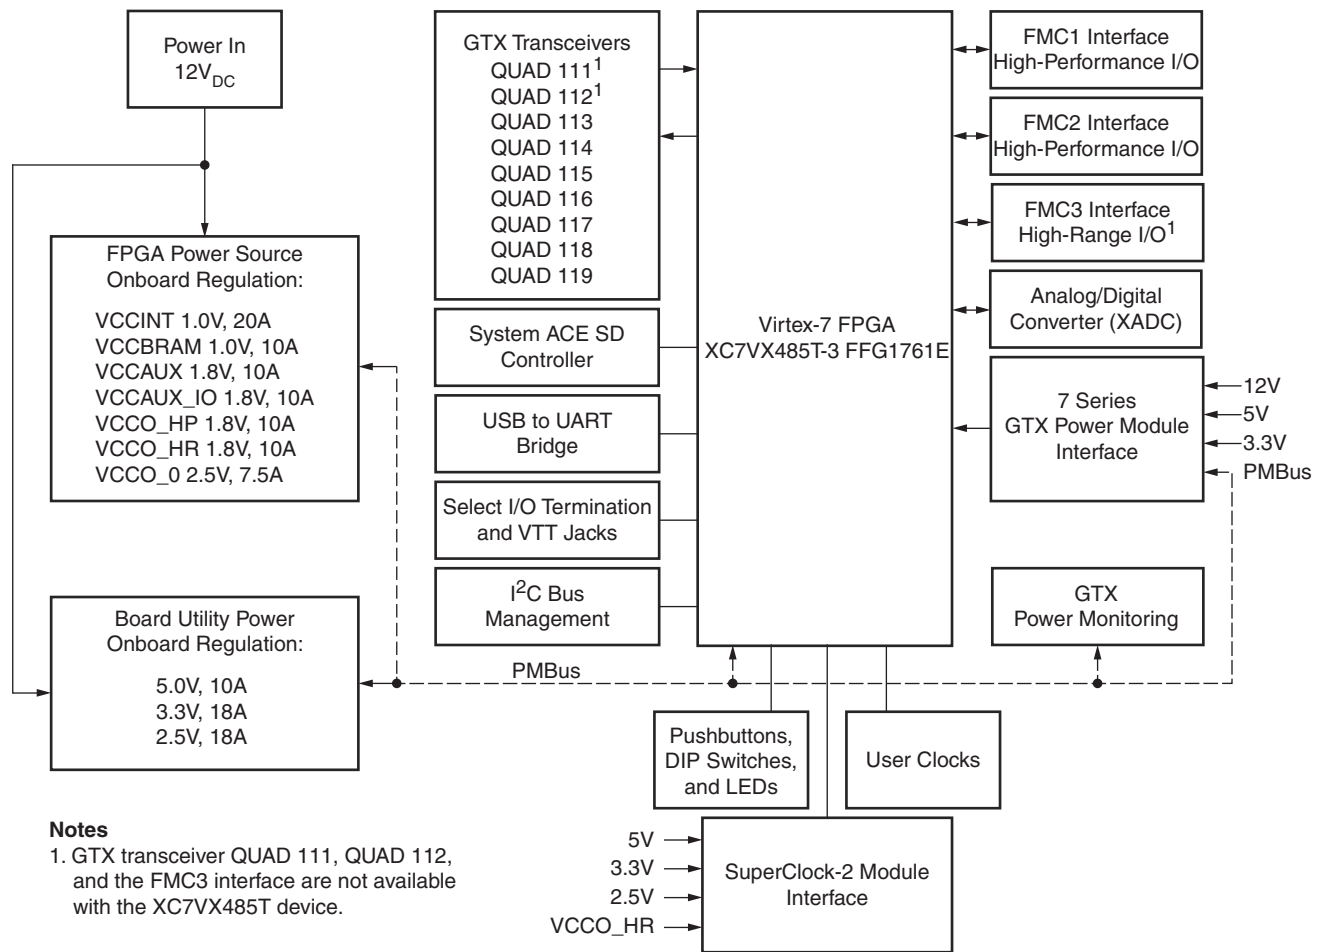 Power In
12V_DC
FPGA Power Source
Onboard Regulation:
VCCINT 1.0V, 20A
VCCBRAM 1.0V, 10A
VCCAUX 1.8V, 10A
VCCAUX_IO 1.8V, 10A
VCCO_HP 1.8V, 10A
VCCO_HR 1.8V, 10A
VCCO_0 2.5V, 7.5A
Board Utility Power
Onboard Regulation:
5.0V, 10A
3.3V, 18A
2.5V, 18A
GTX Transceivers
QUAD 111¹
QUAD 112¹
QUAD 113
QUAD 114
QUAD 115
QUAD 116
QUAD 117
QUAD 118
QUAD 119
System ACE SD
Controller
USB to UART
Bridge
Select I/O Termination
and VTT Jacks
I²C Bus
Management
PMBus
Virtex-7 FPGA
XC7VX485T-3 FFG1761E
FMC1 Interface
High-Performance I/O
FMC2 Interface
High-Performance I/O
FMC3 Interface
High-Range I/O¹
Analog/Digital
Converter (XADC)
7 Series
GTX Power Module
Interface
12V
5V
3.3V
PMBus
GTX
Power Monitoring
Pushbuttons,
DIP Switches,
and LEDs
User Clocks
5V
3.3V
2.5V
VCCO_HR
SuperClock-2 Module
Interface
Notes
1. GTX transceiver QUAD 111, QUAD 112,
and the FMC3 interface are not available
with the XC7VX485T device.